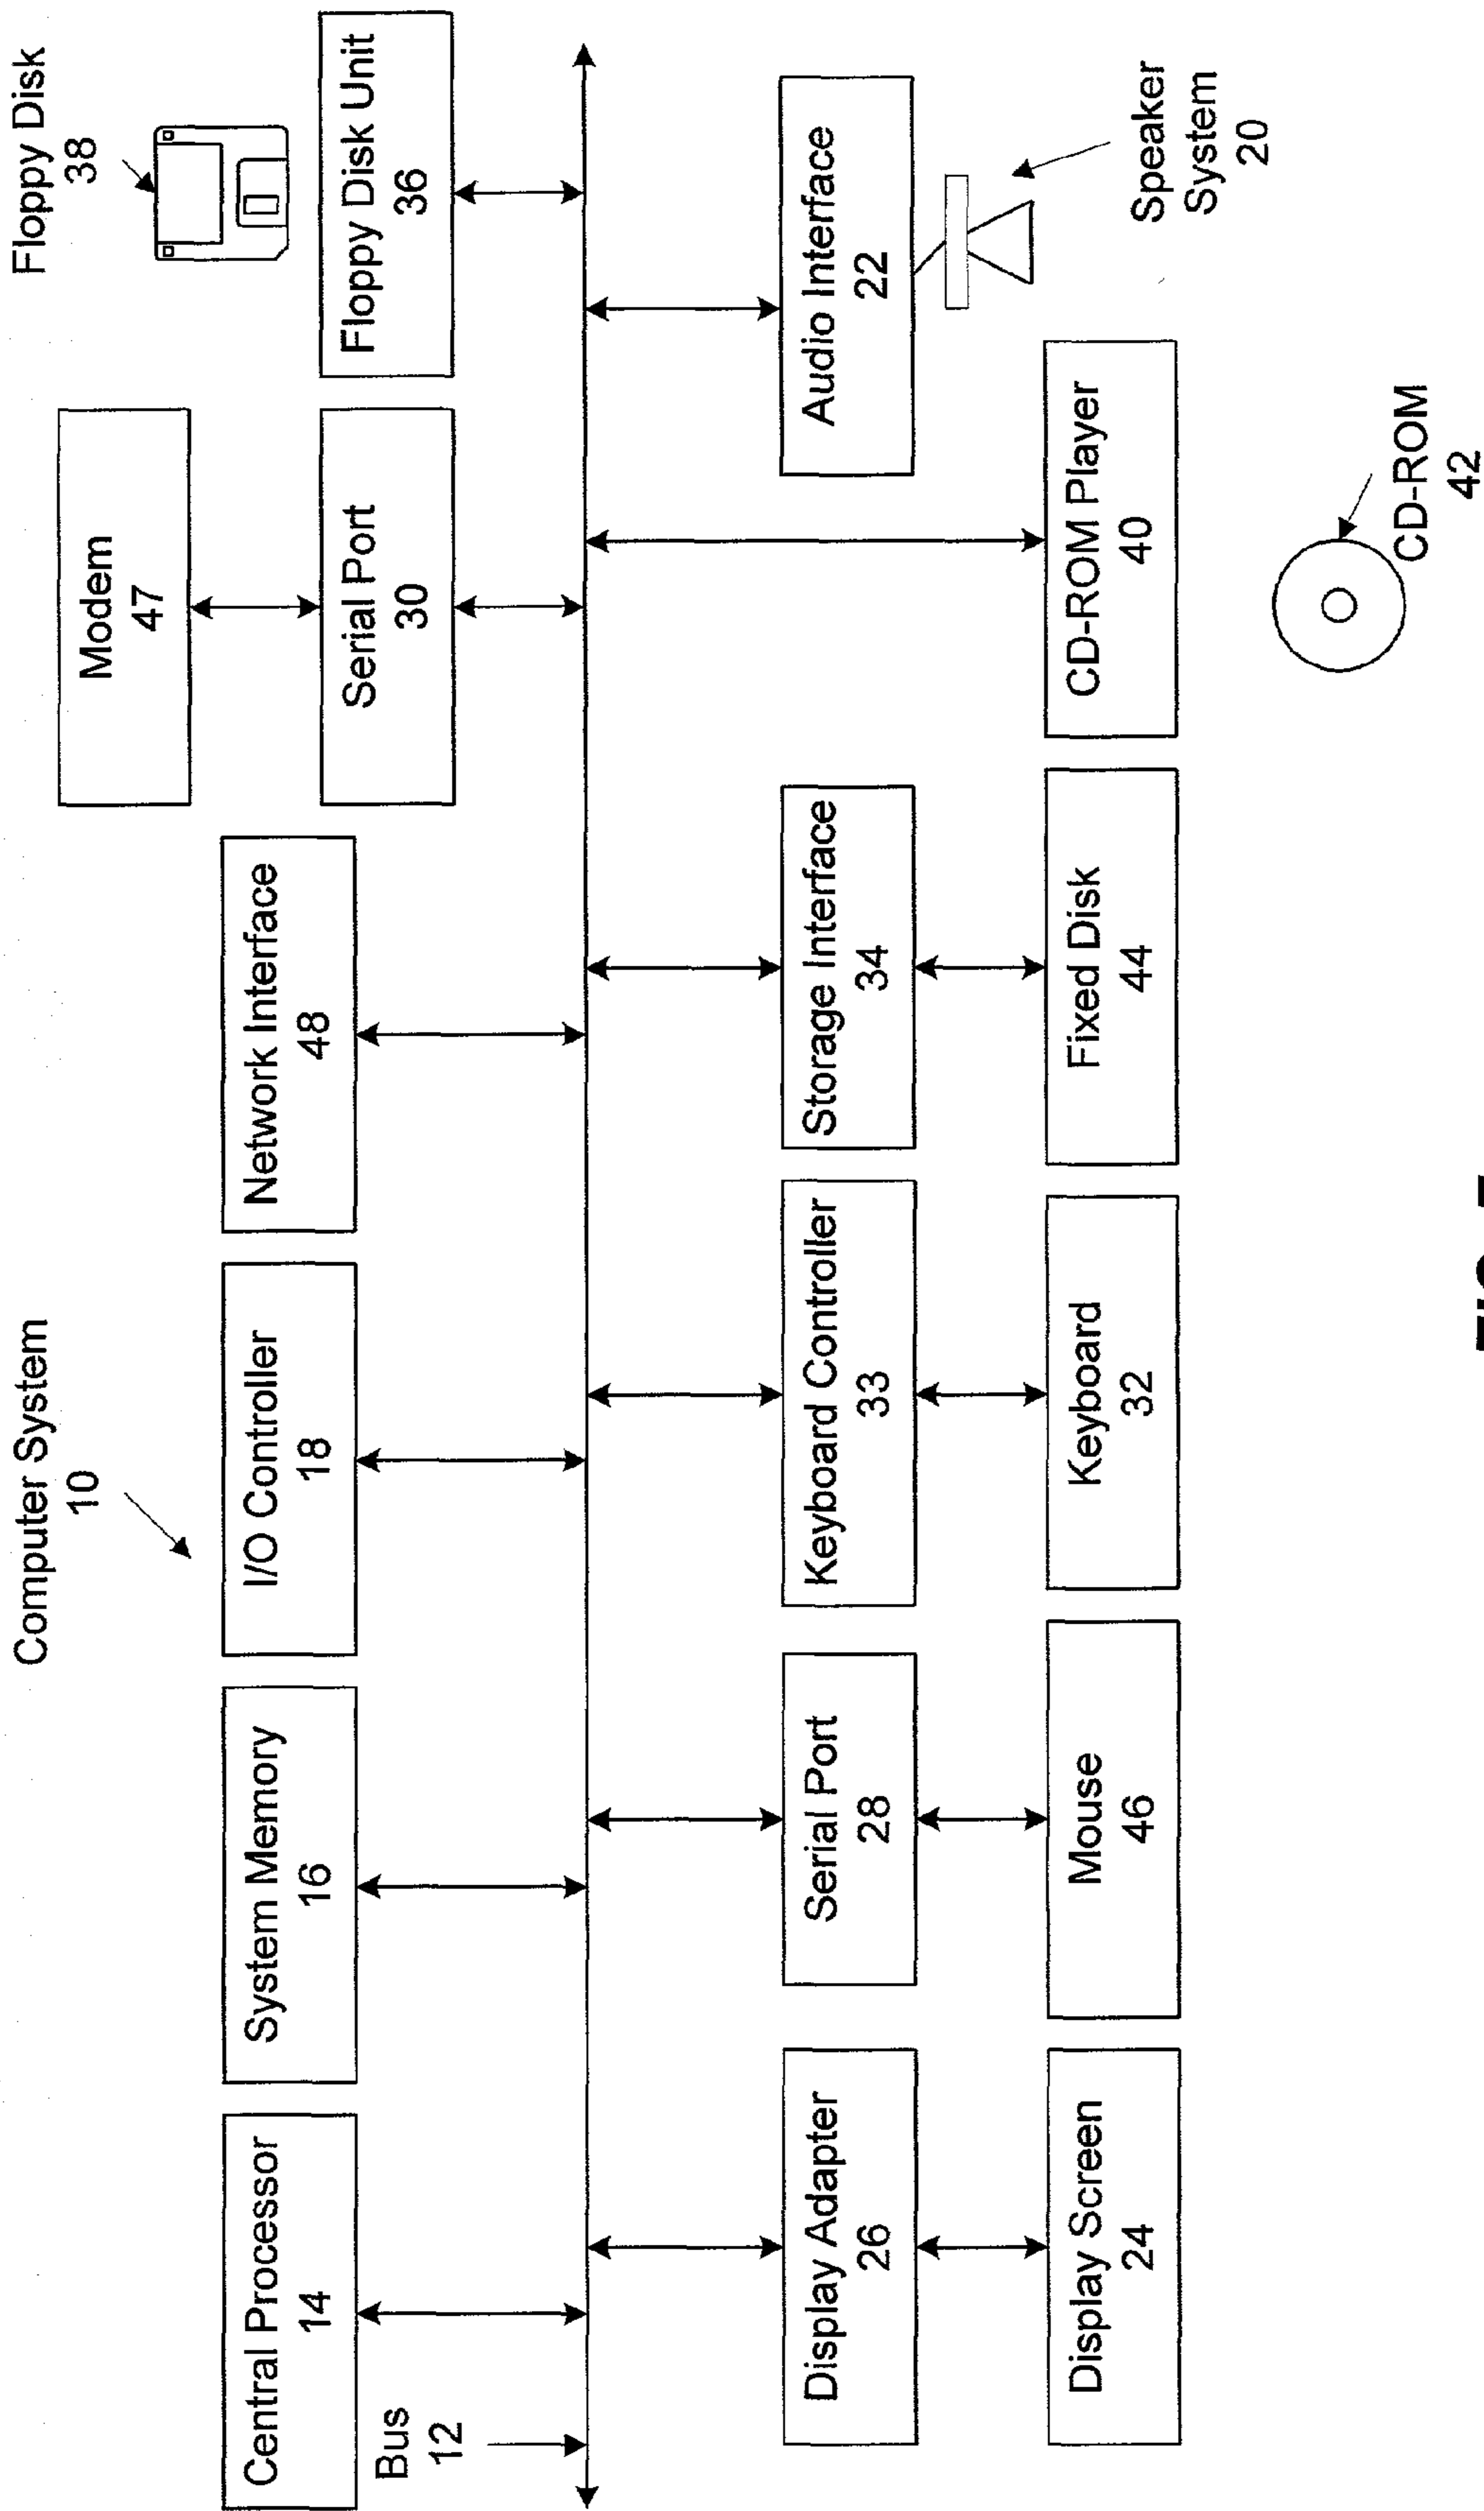 Computer System
10
Floppy Disk
38
Modem
47
Central Processor
14
System Memory
16
I/O Controller
18
Network Interface
48
Serial Port
30
Floppy Disk Unit
36
Bus
12
Display Adapter
26
Serial Port
28
Keyboard Controller
33
Storage Interface
34
Audio Interface
22
Display Screen
24
Mouse
46
Keyboard
32
Fixed Disk
44
CD-ROM Player
40
Speaker
System
20
CD-ROM
42